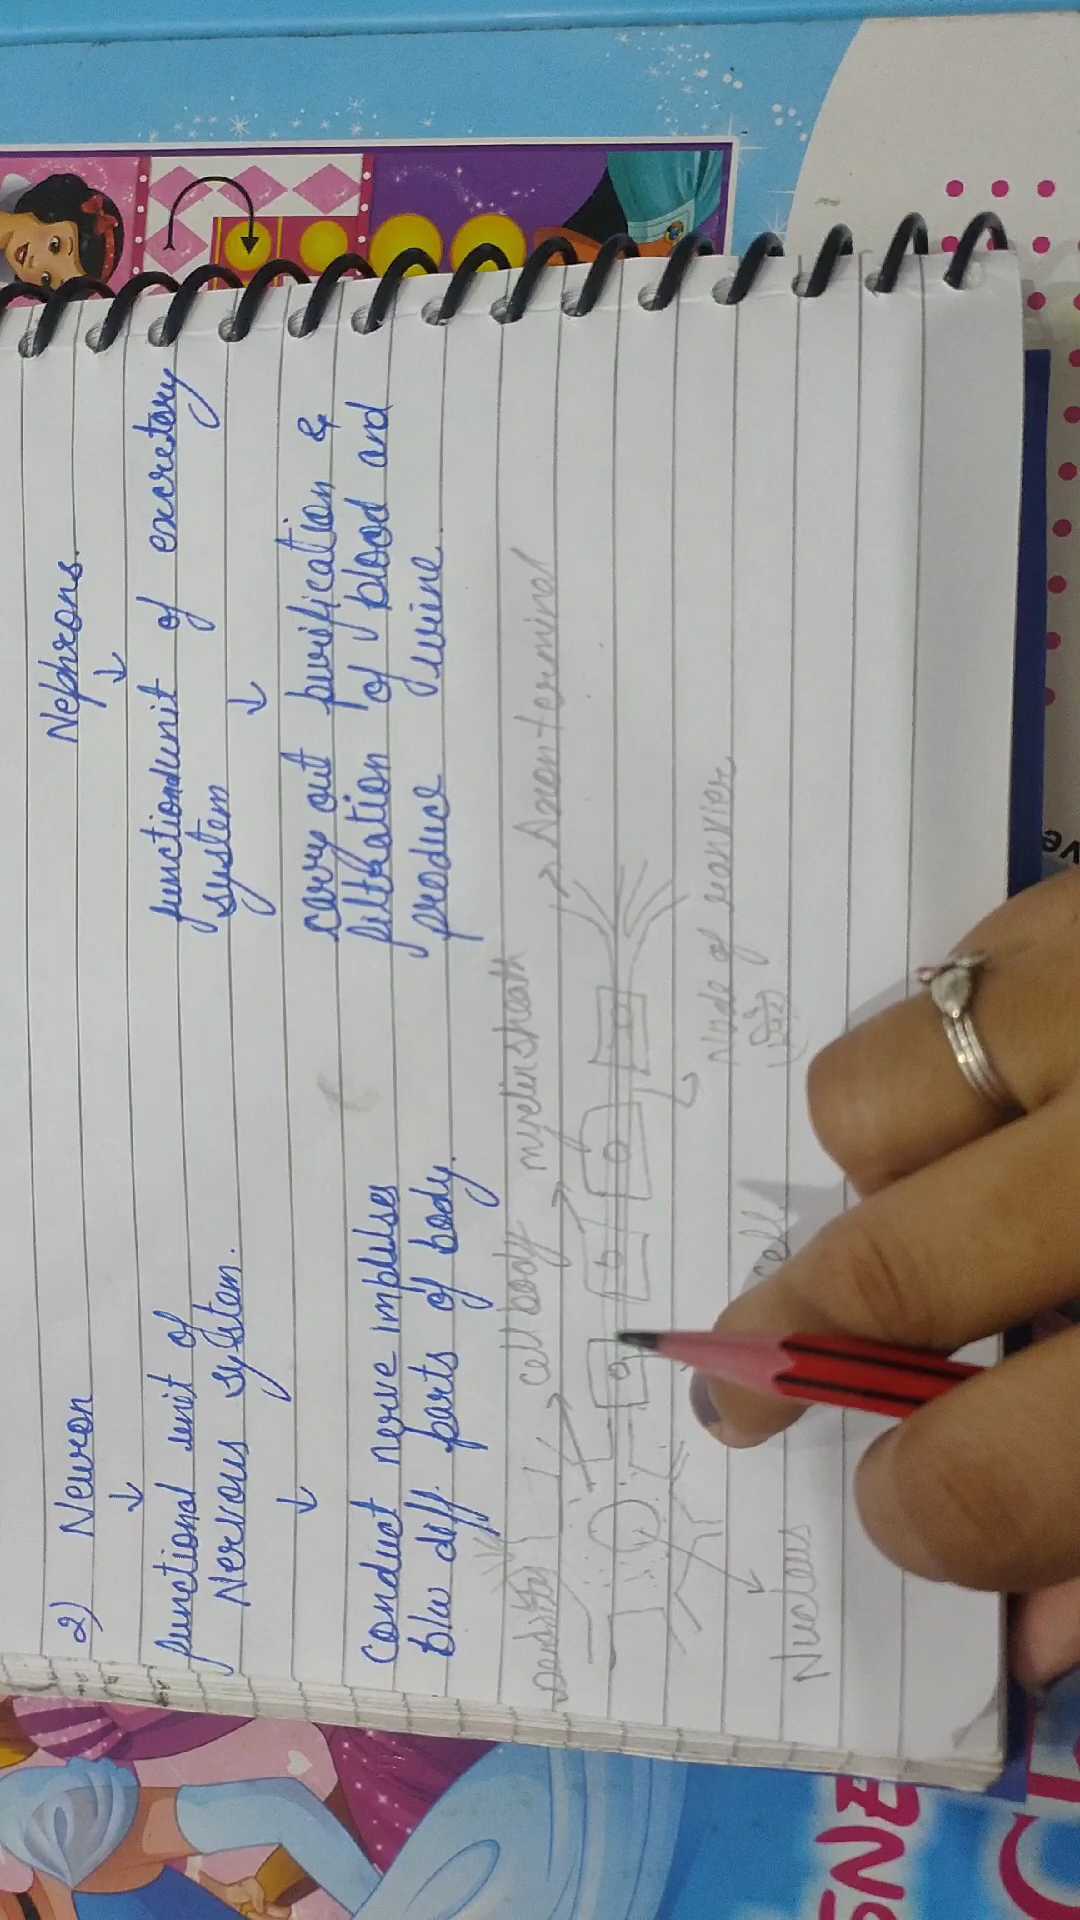 2) Neuron
Nephrons.
↓
↓
functional unit of
Nervous system.
functional unit of excretary
system
↓
↓
conduct nerve impulses
b/w diff. parts of body.
carry out purification &
filtration of blood and
produce urine.
cell body
myelin sheath
Axon terminal
Node of ranvier
cell
Nucleus